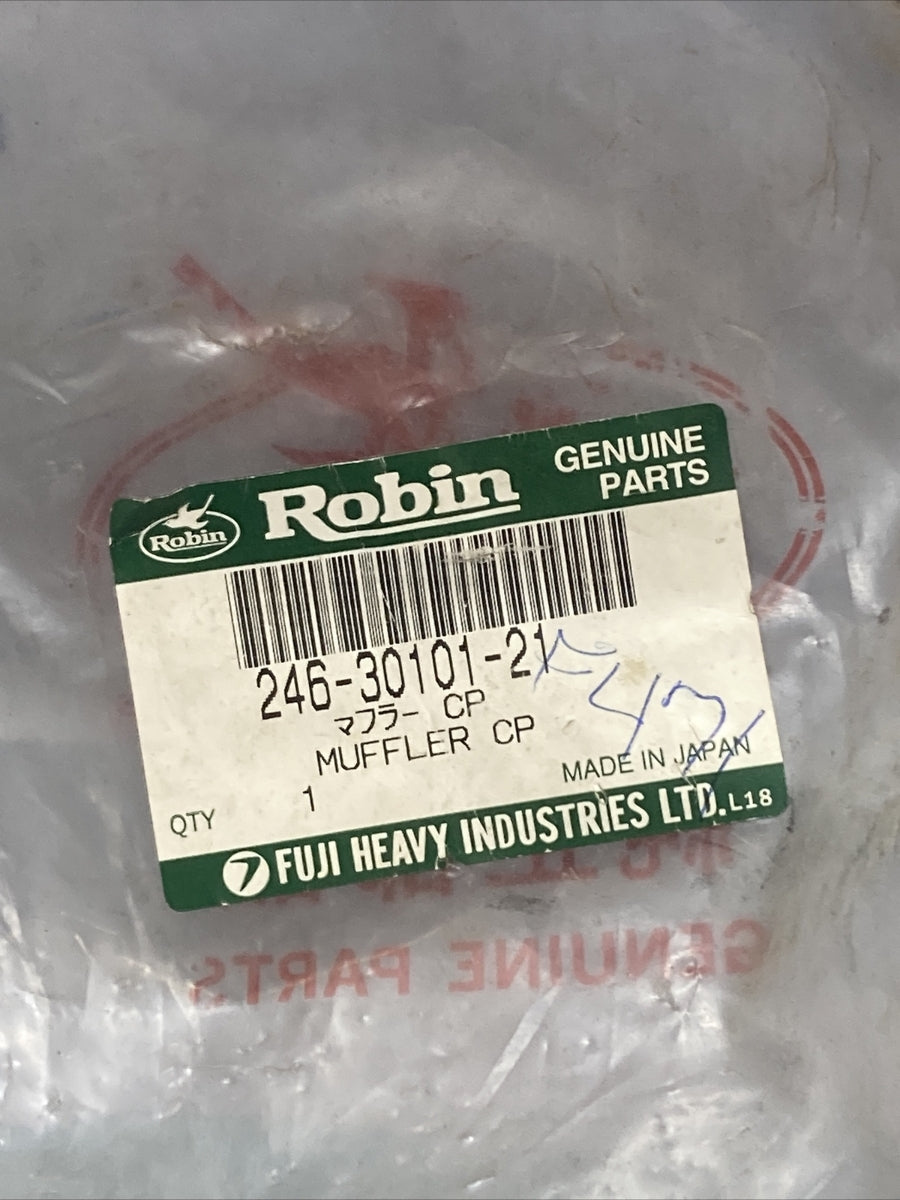 Robin
Robin
GENUINE
PARTS
246-30101-21
マフラー CP
MUFFLER CP
MADE IN JAPAN
QTY 1
FUJI HEAVY INDUSTRIES LTD. L18
GENUINE PARTS